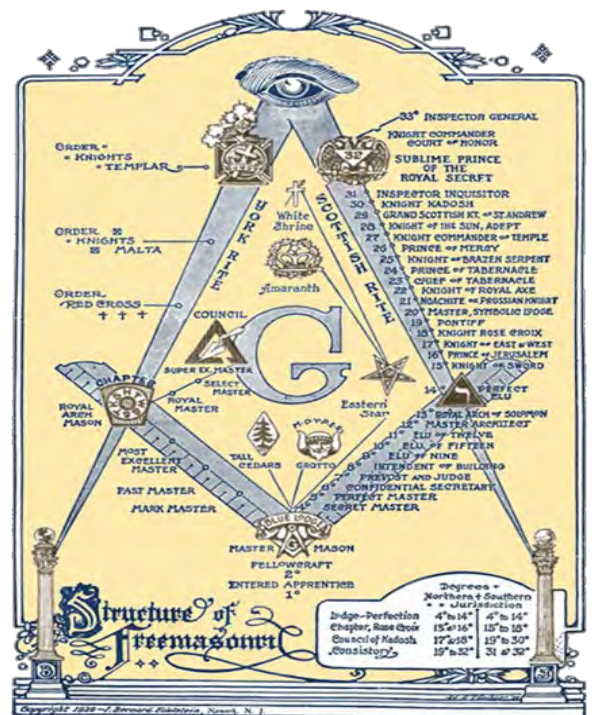 33° INSPECTOR GENERAL
KNIGHT COMMANDER
COURT OF HONOR
32
SUBLIME PRINCE
OF THE
ROYAL SECRET
ORDER
KNIGHTS
TEMPLAR
ORDER
KNIGHTS
MALTA
ORDER
RED CROSS
YORK RITE
SCOTTISH RITE
White
Shrine
Amaranth
COUNCIL
SUPER EX. MASTER
SELECT
MASTER
ROYAL
MASTER
G
Eastern
Star
31 INSPECTOR INQUISITOR
30 KNIGHT KADOSH
29 GRAND SCOTTISH KT. OF ST. ANDREW
28 KNIGHT OF THE SUN, ADEPT
27 KNIGHT COMMANDER OF TEMPLE
26 PRINCE OF MERCY
25 KNIGHT OF BRAZEN SERPENT
24 PRINCE OF TABERNACLE
23 CHIEF OF TABERNACLE
22 KNIGHT OF ROYAL AXE
21° NOACHITE OR PRUSSIAN KNIGHT
20° MASTER, SYMBOLIC LODGE
19° PONTIFF
18° KNIGHT ROSE CROIX
17° KNIGHT OF EAST & WEST
16° PRINCE OF JERUSALEM
15° KNIGHT OF SWORD
14° PERFECT
ELU
13° ROYAL ARCH OF SOLOMON
12° MASTER ARCHITECT
11° ELU OF TWELVE
10° ELU OF FIFTEEN
9° ELU OF NINE
8° INTENDENT OF BUILDING
7° PREVOST AND JUDGE
6° CONFIDENTIAL SECRETARY
5° PERFECT MASTER
4° SECRET MASTER
CHAPTER
ROYAL
ARCH
MASON
MOST
EXCELLENT
MASTER
PAST MASTER
MARK MASTER
TALL
CEDARS
GROTTO
BLUE LODGE
MASTER 3° MASON
FELLOWCRAFT
2°
ENTERED APPRENTICE
1°
Structure of
Freemasonry
Degrees
Northern + Southern
Jurisdiction
Lodge-Perfection 4° to 14° 4° to 14°
Chapter, Rose Croix 15° to 18°
Council of Kadosh 19° to 30°
Consistory 19° to 32° 31 & 32°
Copyright 1929